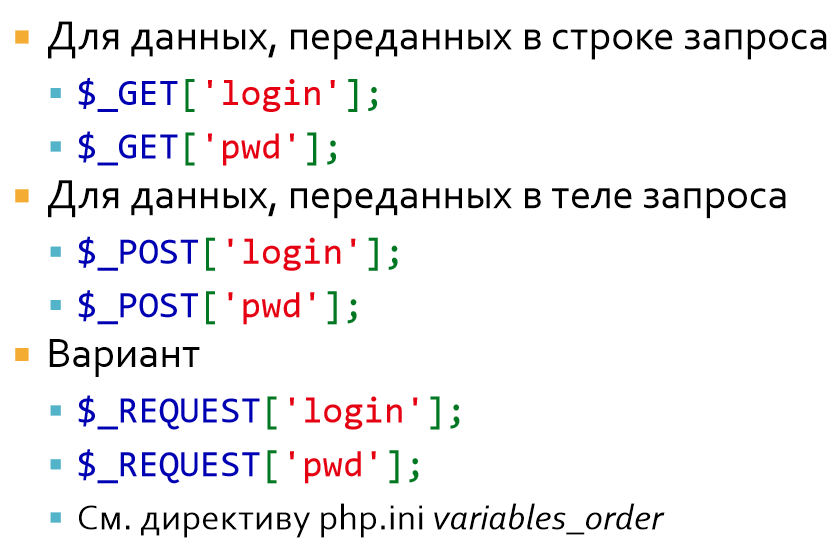 Для данных, переданных в строке запроса
$_GET['login'];
$_GET['pwd'];
Для данных, переданных в теле запроса
$_POST['login'];
$_POST['pwd'];
Вариант
$_REQUEST['login'];
$_REQUEST['pwd'];
См. директиву php.ini variables_order